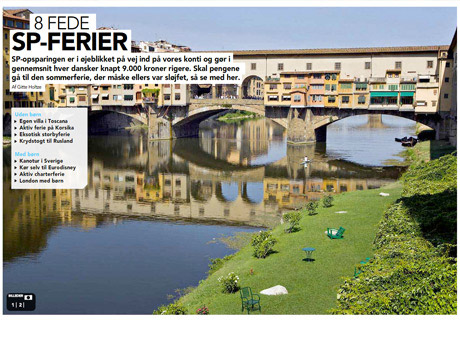 8 FEDE
SP-FERIER
SP-opsparingen er i øjeblikket på vej ind på vores konti og gør i
gennemsnit hver dansker knapt 9.000 kroner rigere. Skal pengene
gå til den sommerferie, der måske ellers var sløjfet, så se med her.
Af Gitte Holtze
Uden børn
Egen villa i Toscana
Aktiv ferie på Korsika
Eksotisk storbyferie
Krydstogt til Rusland
Med børn
Kanotur i Sverige
Kør selv til Eurodisney
Aktiv charterferie
London med børn
BILLEDER
1 | 2 |